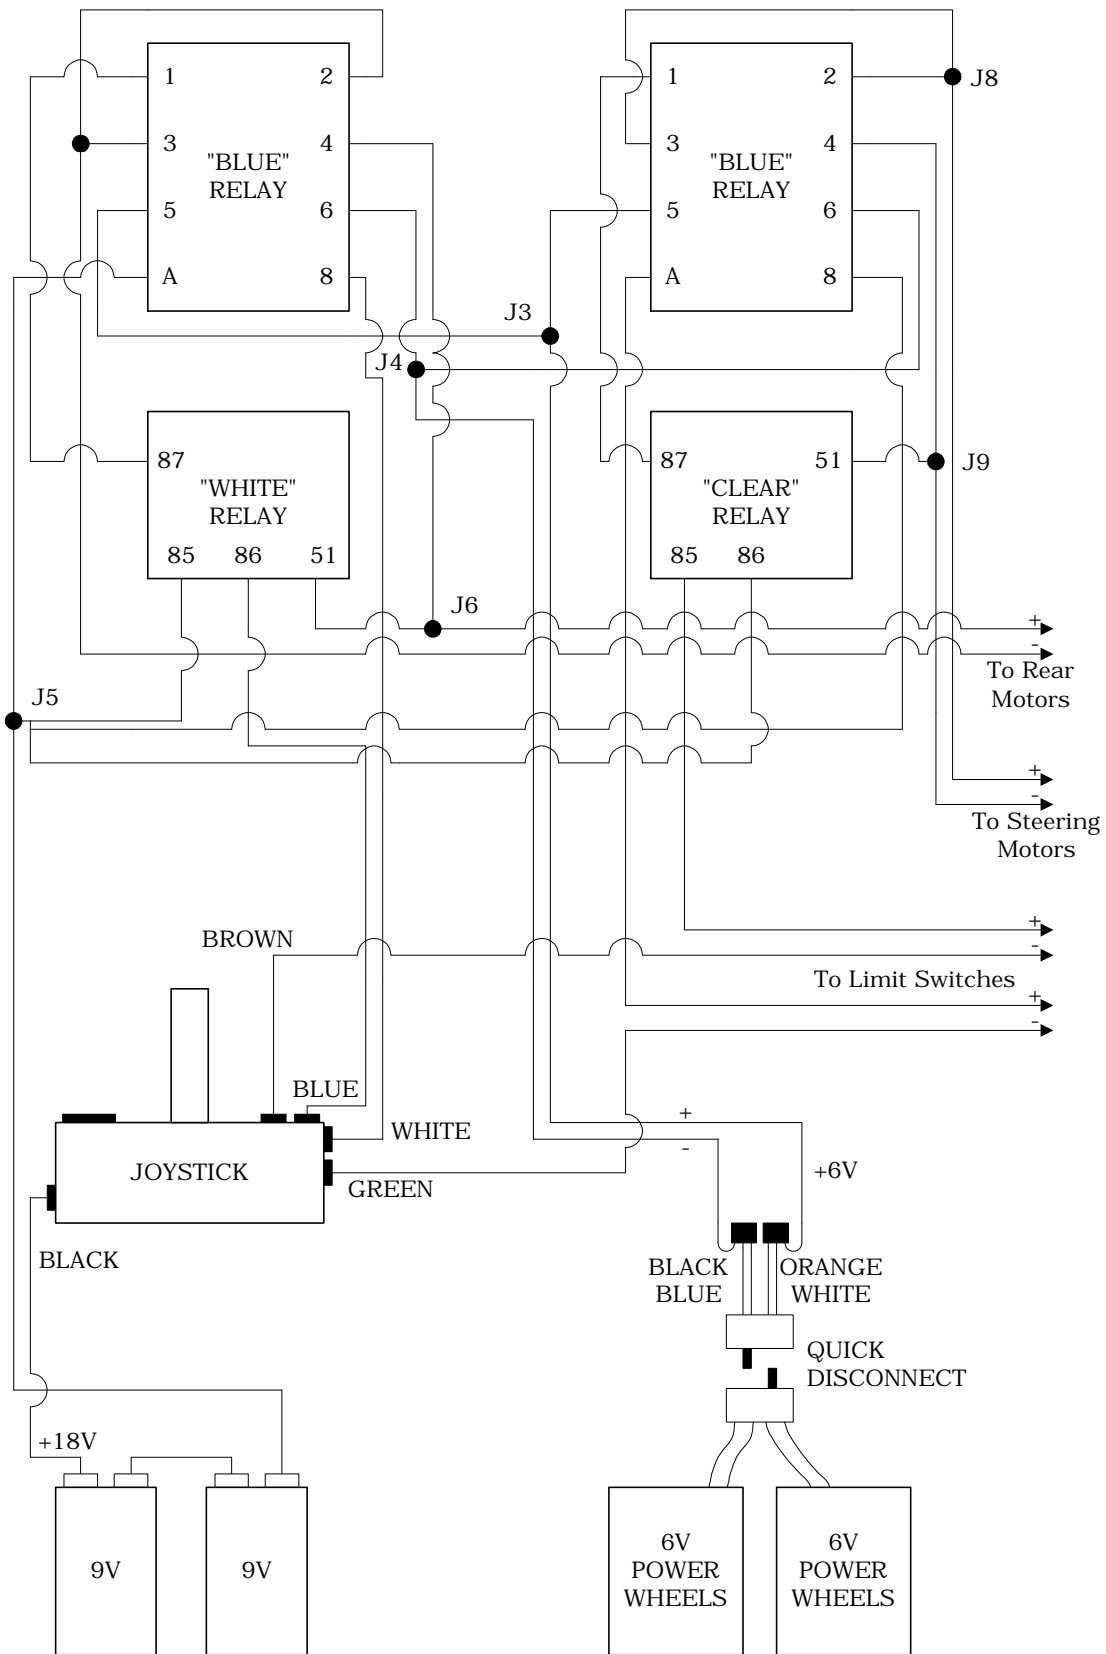 1 2
3 4
5 6
A 8
"BLUE"
RELAY
1 2
3 4
5 6
A 8
"BLUE"
RELAY
J8
J3
J4
87
"WHITE"
RELAY
85 86 51
87 51
"CLEAR"
RELAY
85 86
J9
J6
+
-
To Rear
Motors
J5
+
-
To Steering
Motors
BROWN
+
-
To Limit Switches
+
-
BLUE
WHITE
JOYSTICK
GREEN
BLACK
+
-
+6V
BLACK
BLUE
ORANGE
WHITE
QUICK
DISCONNECT
+18V
9V
9V
6V
POWER
WHEELS
6V
POWER
WHEELS